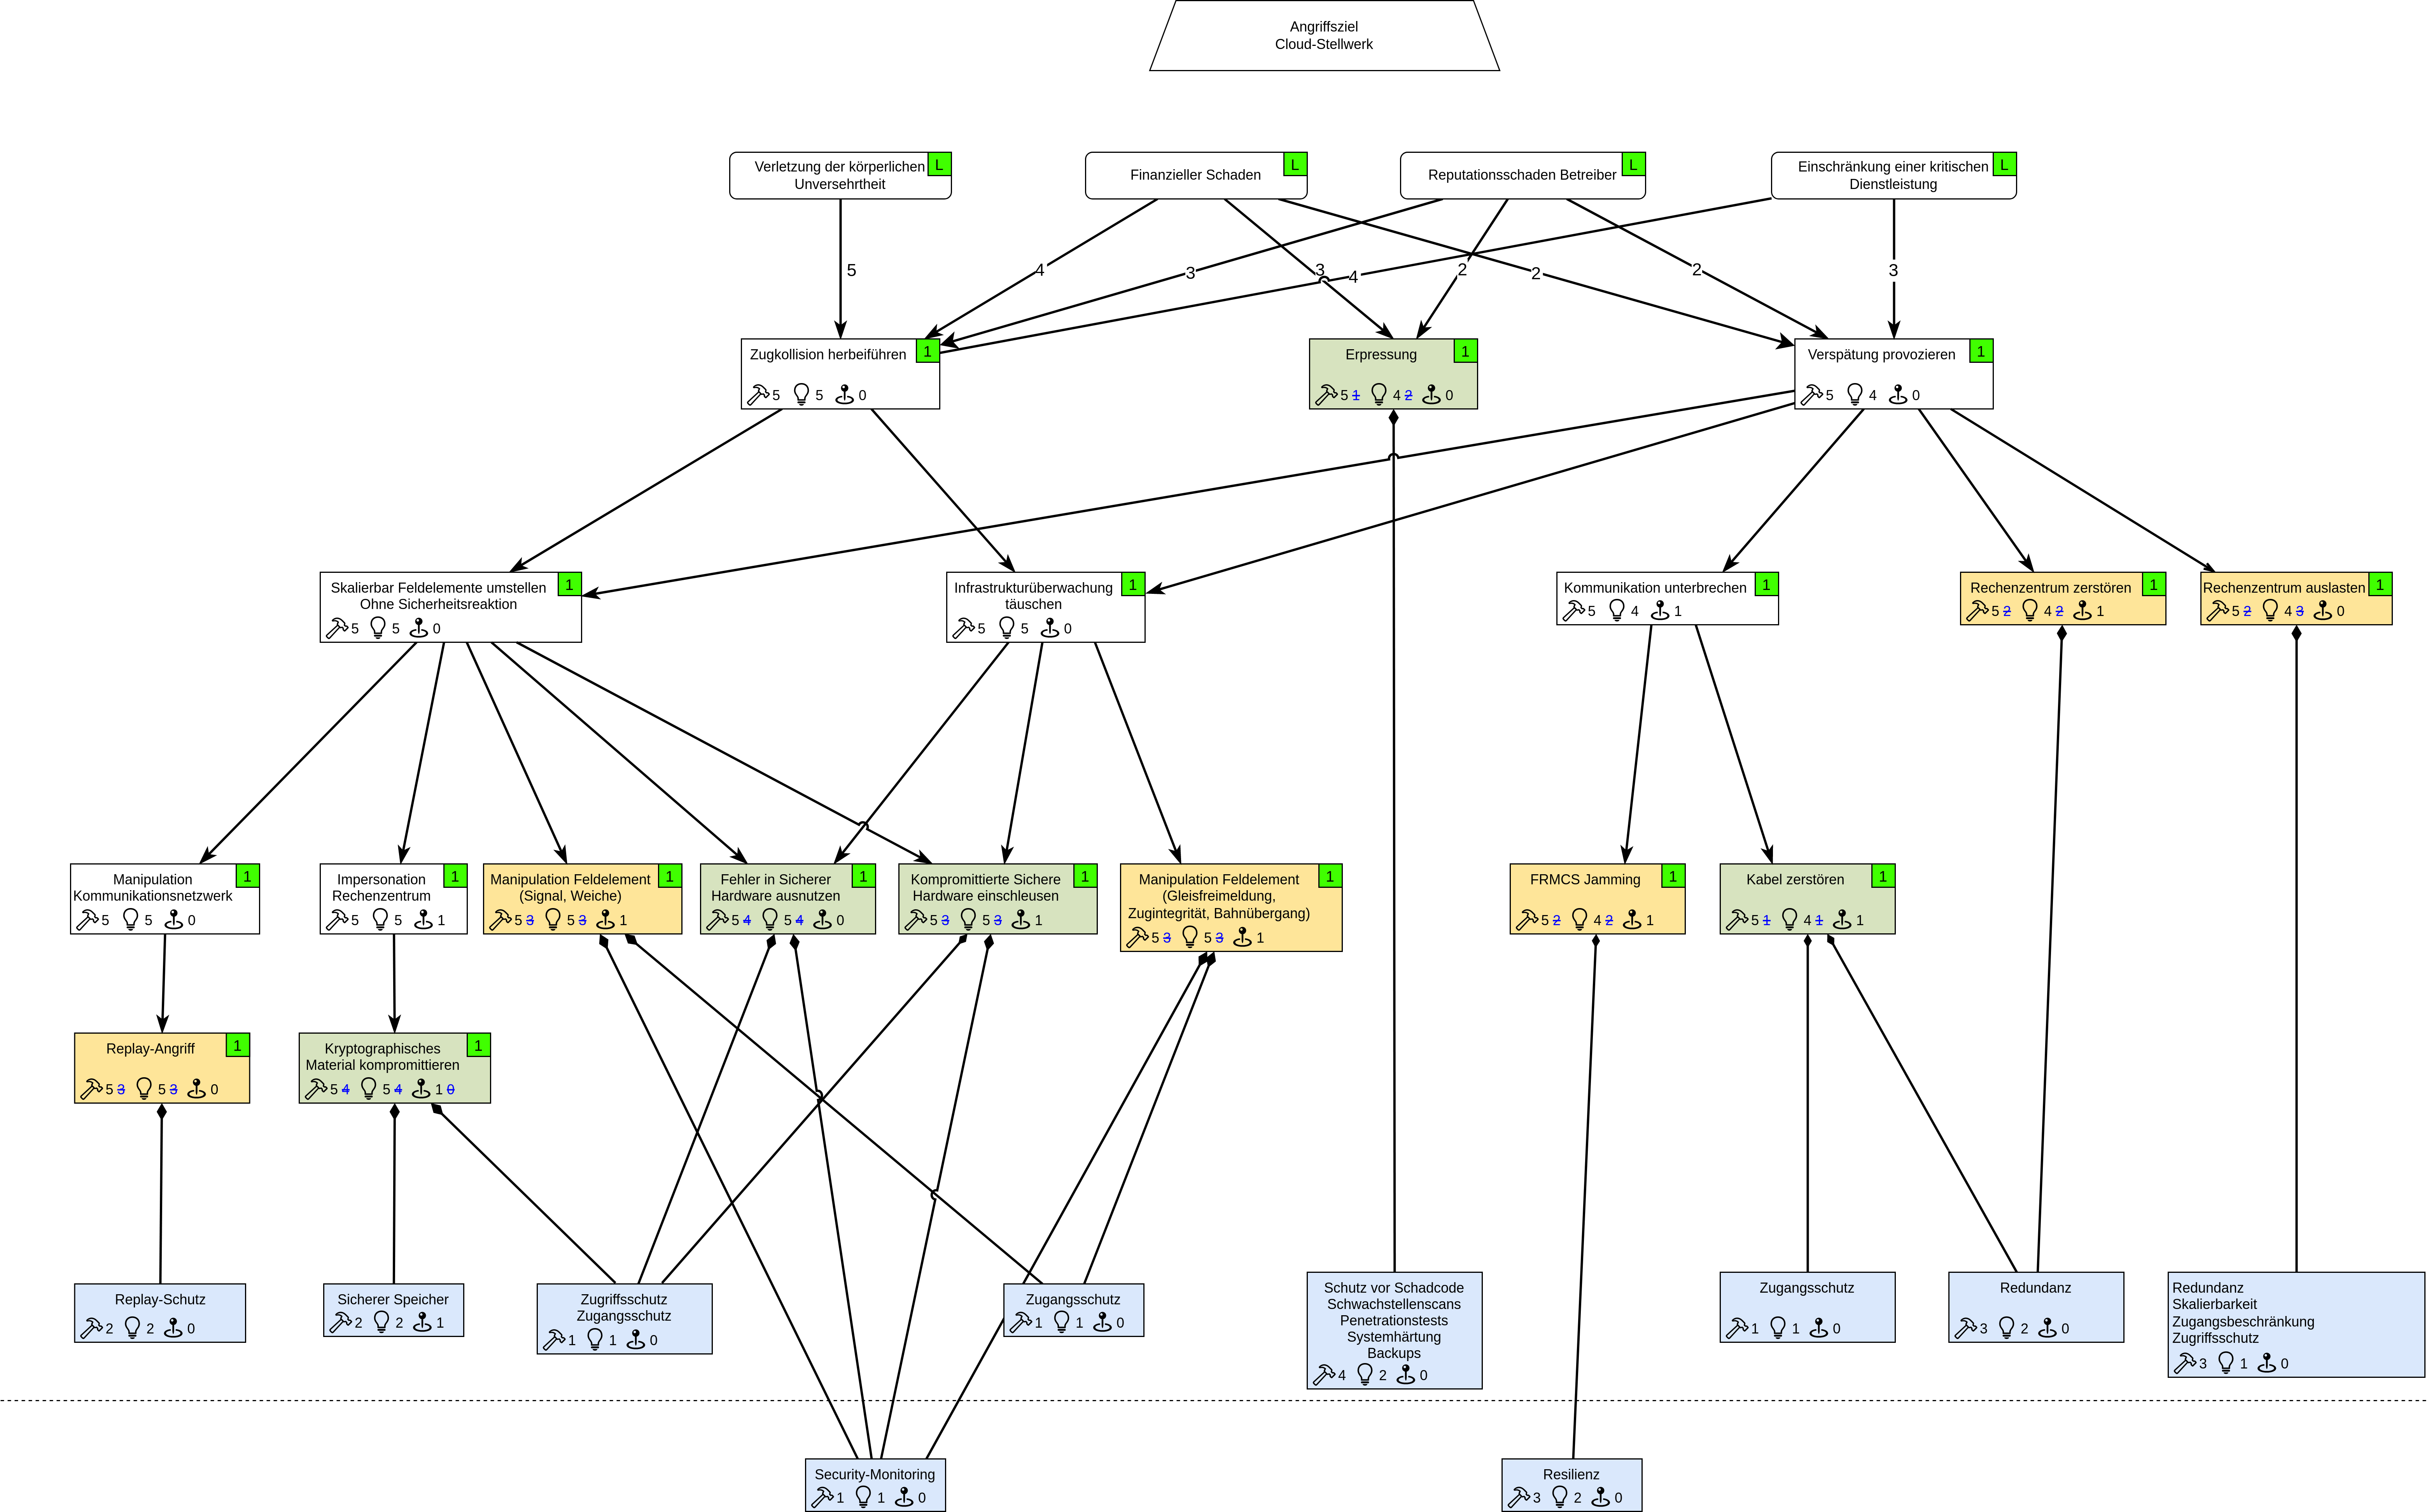 Angriffsziel
Cloud-Stellwerk
Verletzung der körperlichen
Unversehrtheit
L
Finanzieller Schaden
L
Reputationsschaden Betreiber
L
Einschränkung einer kritischen
Dienstleistung
L
5
4
3
3
4
2
2
2
3
Zugkollision herbeiführen
1
5 5 0
Erpressung
1
5 1 4 2 0
Verspätung provozieren
1
5 4 0
Skalierbar Feldelemente umstellen
Ohne Sicherheitsreaktion
1
5 5 0
Infrastrukturüberwachung
täuschen
1
5 5 0
Kommunikation unterbrechen
1
5 4 1
Rechenzentrum zerstören
1
5 2 4 2 1
Rechenzentrum auslasten
1
5 2 4 3 0
Manipulation
Kommunikationsnetzwerk
1
5 5 0
Impersonation
Rechenzentrum
1
5 5 1
Manipulation Feldelement
(Signal, Weiche)
1
5 3 5 3 1
Fehler in Sicherer
Hardware ausnutzen
1
5 4 5 4 0
Kompromittierte Sichere
Hardware einschleusen
1
5 3 5 3 1
Manipulation Feldelement
(Gleisfreimeldung,
Zugintegrität, Bahnübergang)
1
5 3 5 3 1
FRMCS Jamming
1
5 2 4 2 1
Kabel zerstören
1
5 1 4 1 1
Replay-Angriff
1
5 3 5 3 0
Kryptographisches
Material kompromittieren
1
5 4 5 4 1 0
Replay-Schutz
2 2 0
Sicherer Speicher
2 2 1
Zugriffsschutz
Zugangsschutz
1 1 0
Zugangsschutz
1 1 0
Schutz vor Schadcode
Schwachstellenscans
Penetrationstests
Systemhärtung
Backups
4 2 0
Zugangsschutz
1 1 0
Redundanz
3 2 0
Redundanz
Skalierbarkeit
Zugangsbeschränkung
Zugriffsschutz
3 1 0
Security-Monitoring
1 1 0
Resilienz
3 2 0